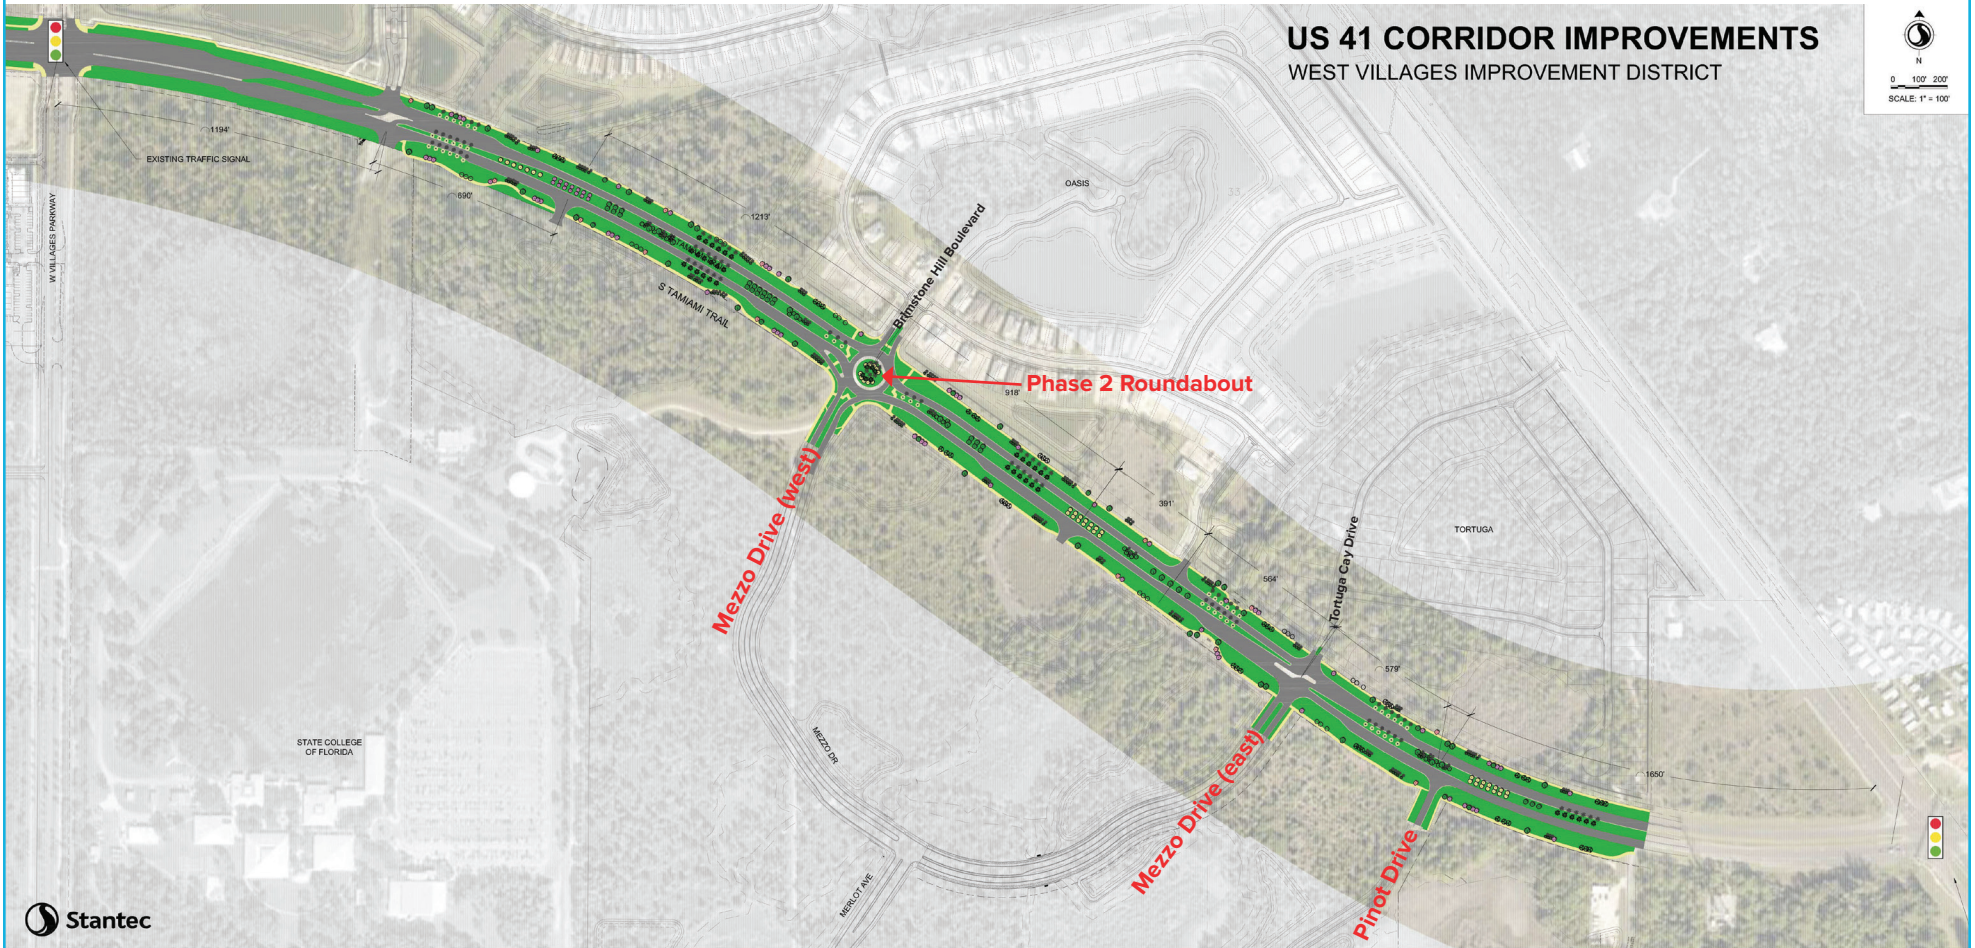 US 41 CORRIDOR IMPROVEMENTS
WEST VILLAGES IMPROVEMENT DISTRICT
N
0 100' 200'
SCALE: 1" = 100'
1194'
EXISTING TRAFFIC SIGNAL
W VILLAGES PARKWAY
690'
1213'
OASIS
Brimstone Hill Boulevard
S TAMIAMI TRAIL
Phase 2 Roundabout
918'
Mezzo Drive (west)
391'
TORTUGA
Tortuga Cay Drive
564'
579'
MEZZO DR
STATE COLLEGE
OF FLORIDA
Mezzo Drive (east)
1650'
Pinot Drive
MERLOT AVE
Stantec